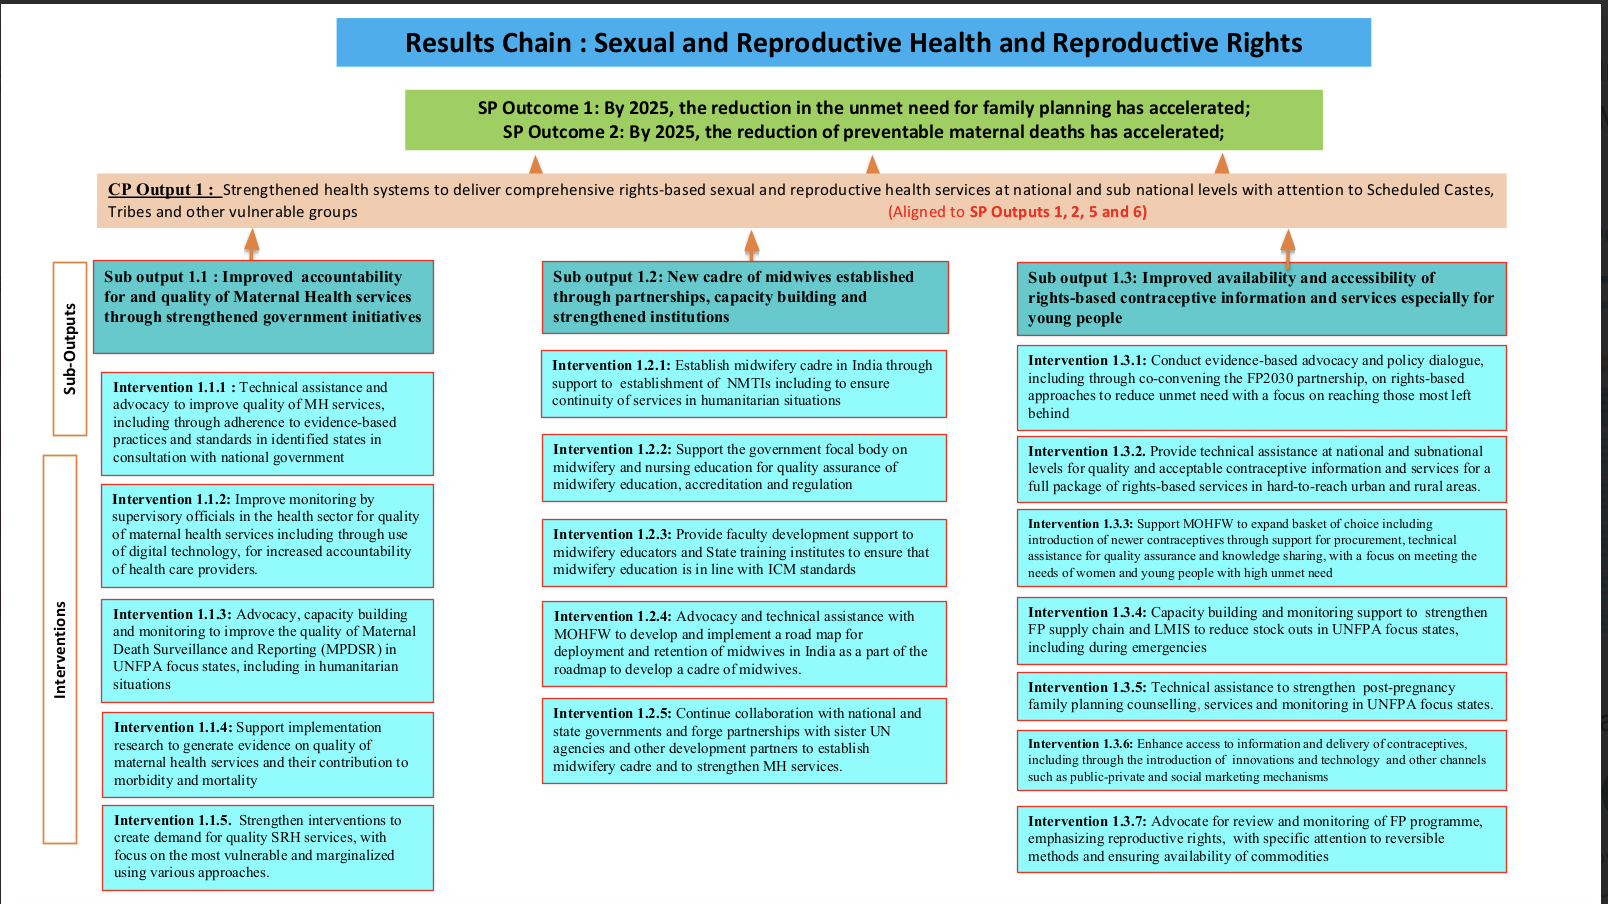 Results Chain : Sexual and Reproductive Health and Reproductive Rights
SP Outcome 1: By 2025, the reduction in the unmet need for family planning has accelerated;
SP Outcome 2: By 2025, the reduction of preventable maternal deaths has accelerated;
CP Output 1 : Strengthened health systems to deliver comprehensive rights-based sexual and reproductive health services at national and sub national levels with attention to Scheduled Castes,
Tribes and other vulnerable groups (Aligned to SP Outputs 1, 2, 5 and 6)
Sub-Outputs
Interventions
Sub output 1.1 : Improved accountability
for and quality of Maternal Health services
through strengthened government initiatives
Intervention 1.1.1 : Technical assistance and
advocacy to improve quality of MH services,
including through adherence to evidence-based
practices and standards in identified states in
consultation with national government
Intervention 1.1.2: Improve monitoring by
supervisory officials in the health sector for quality
of maternal health services including through use
of digital technology, for increased accountability
of health care providers.
Intervention 1.1.3: Advocacy, capacity building
and monitoring to improve the quality of Maternal
Death Surveillance and Reporting (MPDSR) in
UNFPA focus states, including in humanitarian
situations
Intervention 1.1.4: Support implementation
research to generate evidence on quality of
maternal health services and their contribution to
morbidity and mortality
Intervention 1.1.5. Strengthen interventions to
create demand for quality SRH services, with
focus on the most vulnerable and marginalized
using various approaches.
Sub output 1.2: New cadre of midwives established
through partnerships, capacity building and
strengthened institutions
Intervention 1.2.1: Establish midwifery cadre in India through
support to establishment of NMTIs including to ensure
continuity of services in humanitarian situations
Intervention 1.2.2: Support the government focal body on
midwifery and nursing education for quality assurance of
midwifery education, accreditation and regulation
Intervention 1.2.3: Provide faculty development support to
midwifery educators and State training institutes to ensure that
midwifery education is in line with ICM standards
Intervention 1.2.4: Advocacy and technical assistance with
MOHFW to develop and implement a road map for
deployment and retention of midwives in India as a part of the
roadmap to develop a cadre of midwives.
Intervention 1.2.5: Continue collaboration with national and
state governments and forge partnerships with sister UN
agencies and other development partners to establish
midwifery cadre and to strengthen MH services.
Sub output 1.3: Improved availability and accessibility of
rights-based contraceptive information and services especially for
young people
Intervention 1.3.1: Conduct evidence-based advocacy and policy dialogue,
including through co-convening the FP2030 partnership, on rights-based
approaches to reduce unmet need with a focus on reaching those most left
behind
Intervention 1.3.2. Provide technical assistance at national and subnational
levels for quality and acceptable contraceptive information and services for a
full package of rights-based services in hard-to-reach urban and rural areas.
Intervention 1.3.3: Support MOHFW to expand basket of choice including
introduction of newer contraceptives through support for procurement, technical
assistance for quality assurance and knowledge sharing, with a focus on meeting the
needs of women and young people with high unmet need
Intervention 1.3.4: Capacity building and monitoring support to strengthen
FP supply chain and LMIS to reduce stock outs in UNFPA focus states,
including during emergencies
Intervention 1.3.5: Technical assistance to strengthen post-pregnancy
family planning counselling, services and monitoring in UNFPA focus states.
Intervention 1.3.6: Enhance access to information and delivery of contraceptives,
including through the introduction of innovations and technology and other channels
such as public-private and social marketing mechanisms
Intervention 1.3.7: Advocate for review and monitoring of FP programme,
emphasizing reproductive rights, with specific attention to reversible
methods and ensuring availability of commodities